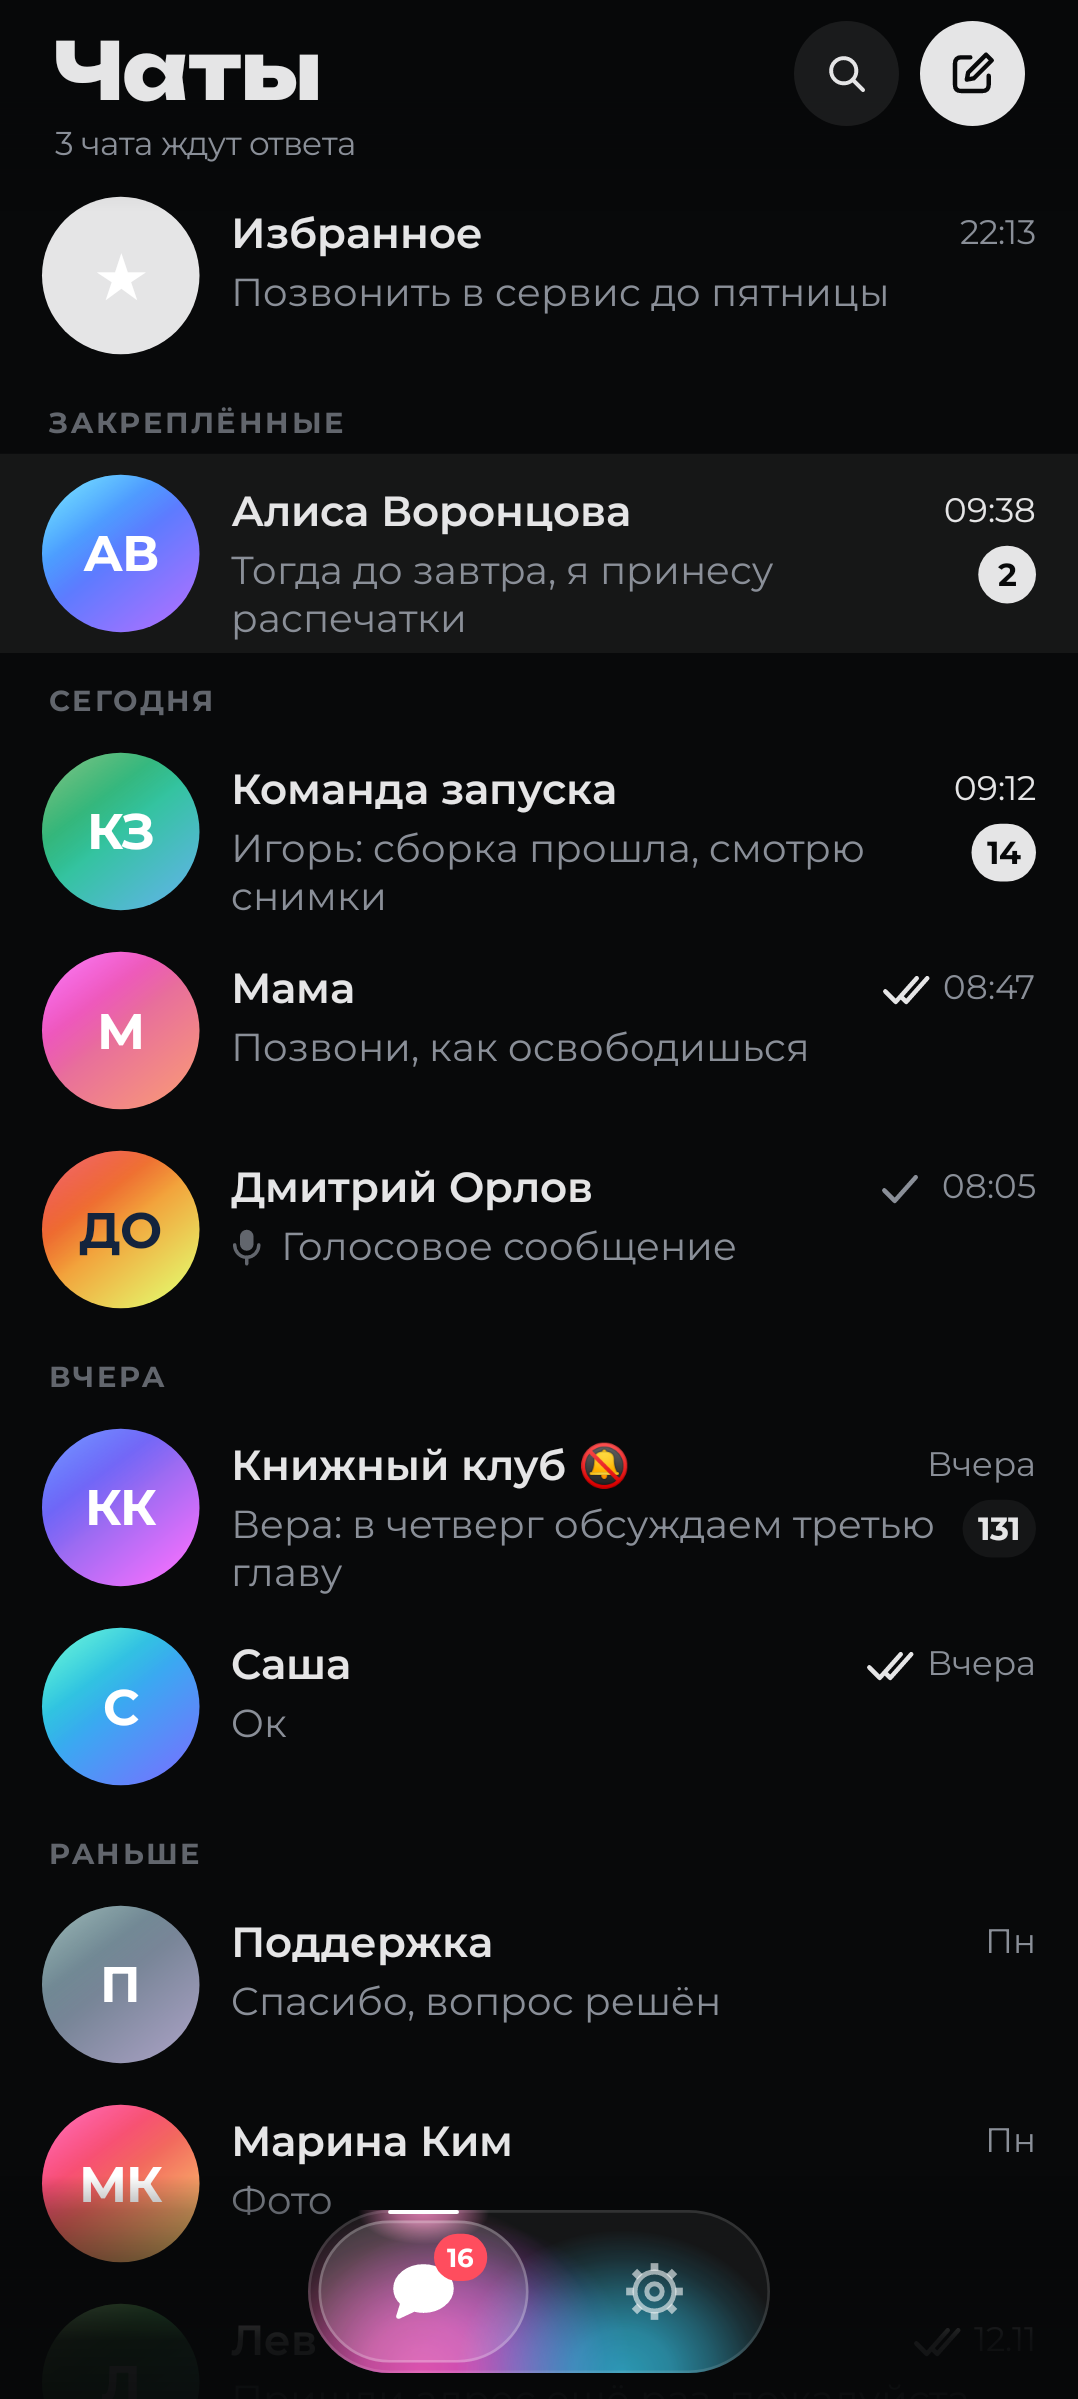 Чаты
3 чата ждут ответа
Избранное 22:13
Позвонить в сервис до пятницы
ЗАКРЕПЛЁННЫЕ
АВ
Алиса Воронцова 09:38
Тогда до завтра, я принесу 2
распечатки
СЕГОДНЯ
КЗ
Команда запуска 09:12
Игорь: сборка прошла, смотрю 14
снимки
М
Мама 08:47
Позвони, как освободишься
ДО
Дмитрий Орлов 08:05
Голосовое сообщение
ВЧЕРА
КК
Книжный клуб Вчера
Вера: в четверг обсуждаем третью 131
главу
С
Саша Вчера
Ок
РАНЬШЕ
П
Поддержка Пн
Спасибо, вопрос решён
МК
Марина Ким Пн
Фото
16
Л
Лев 12.11